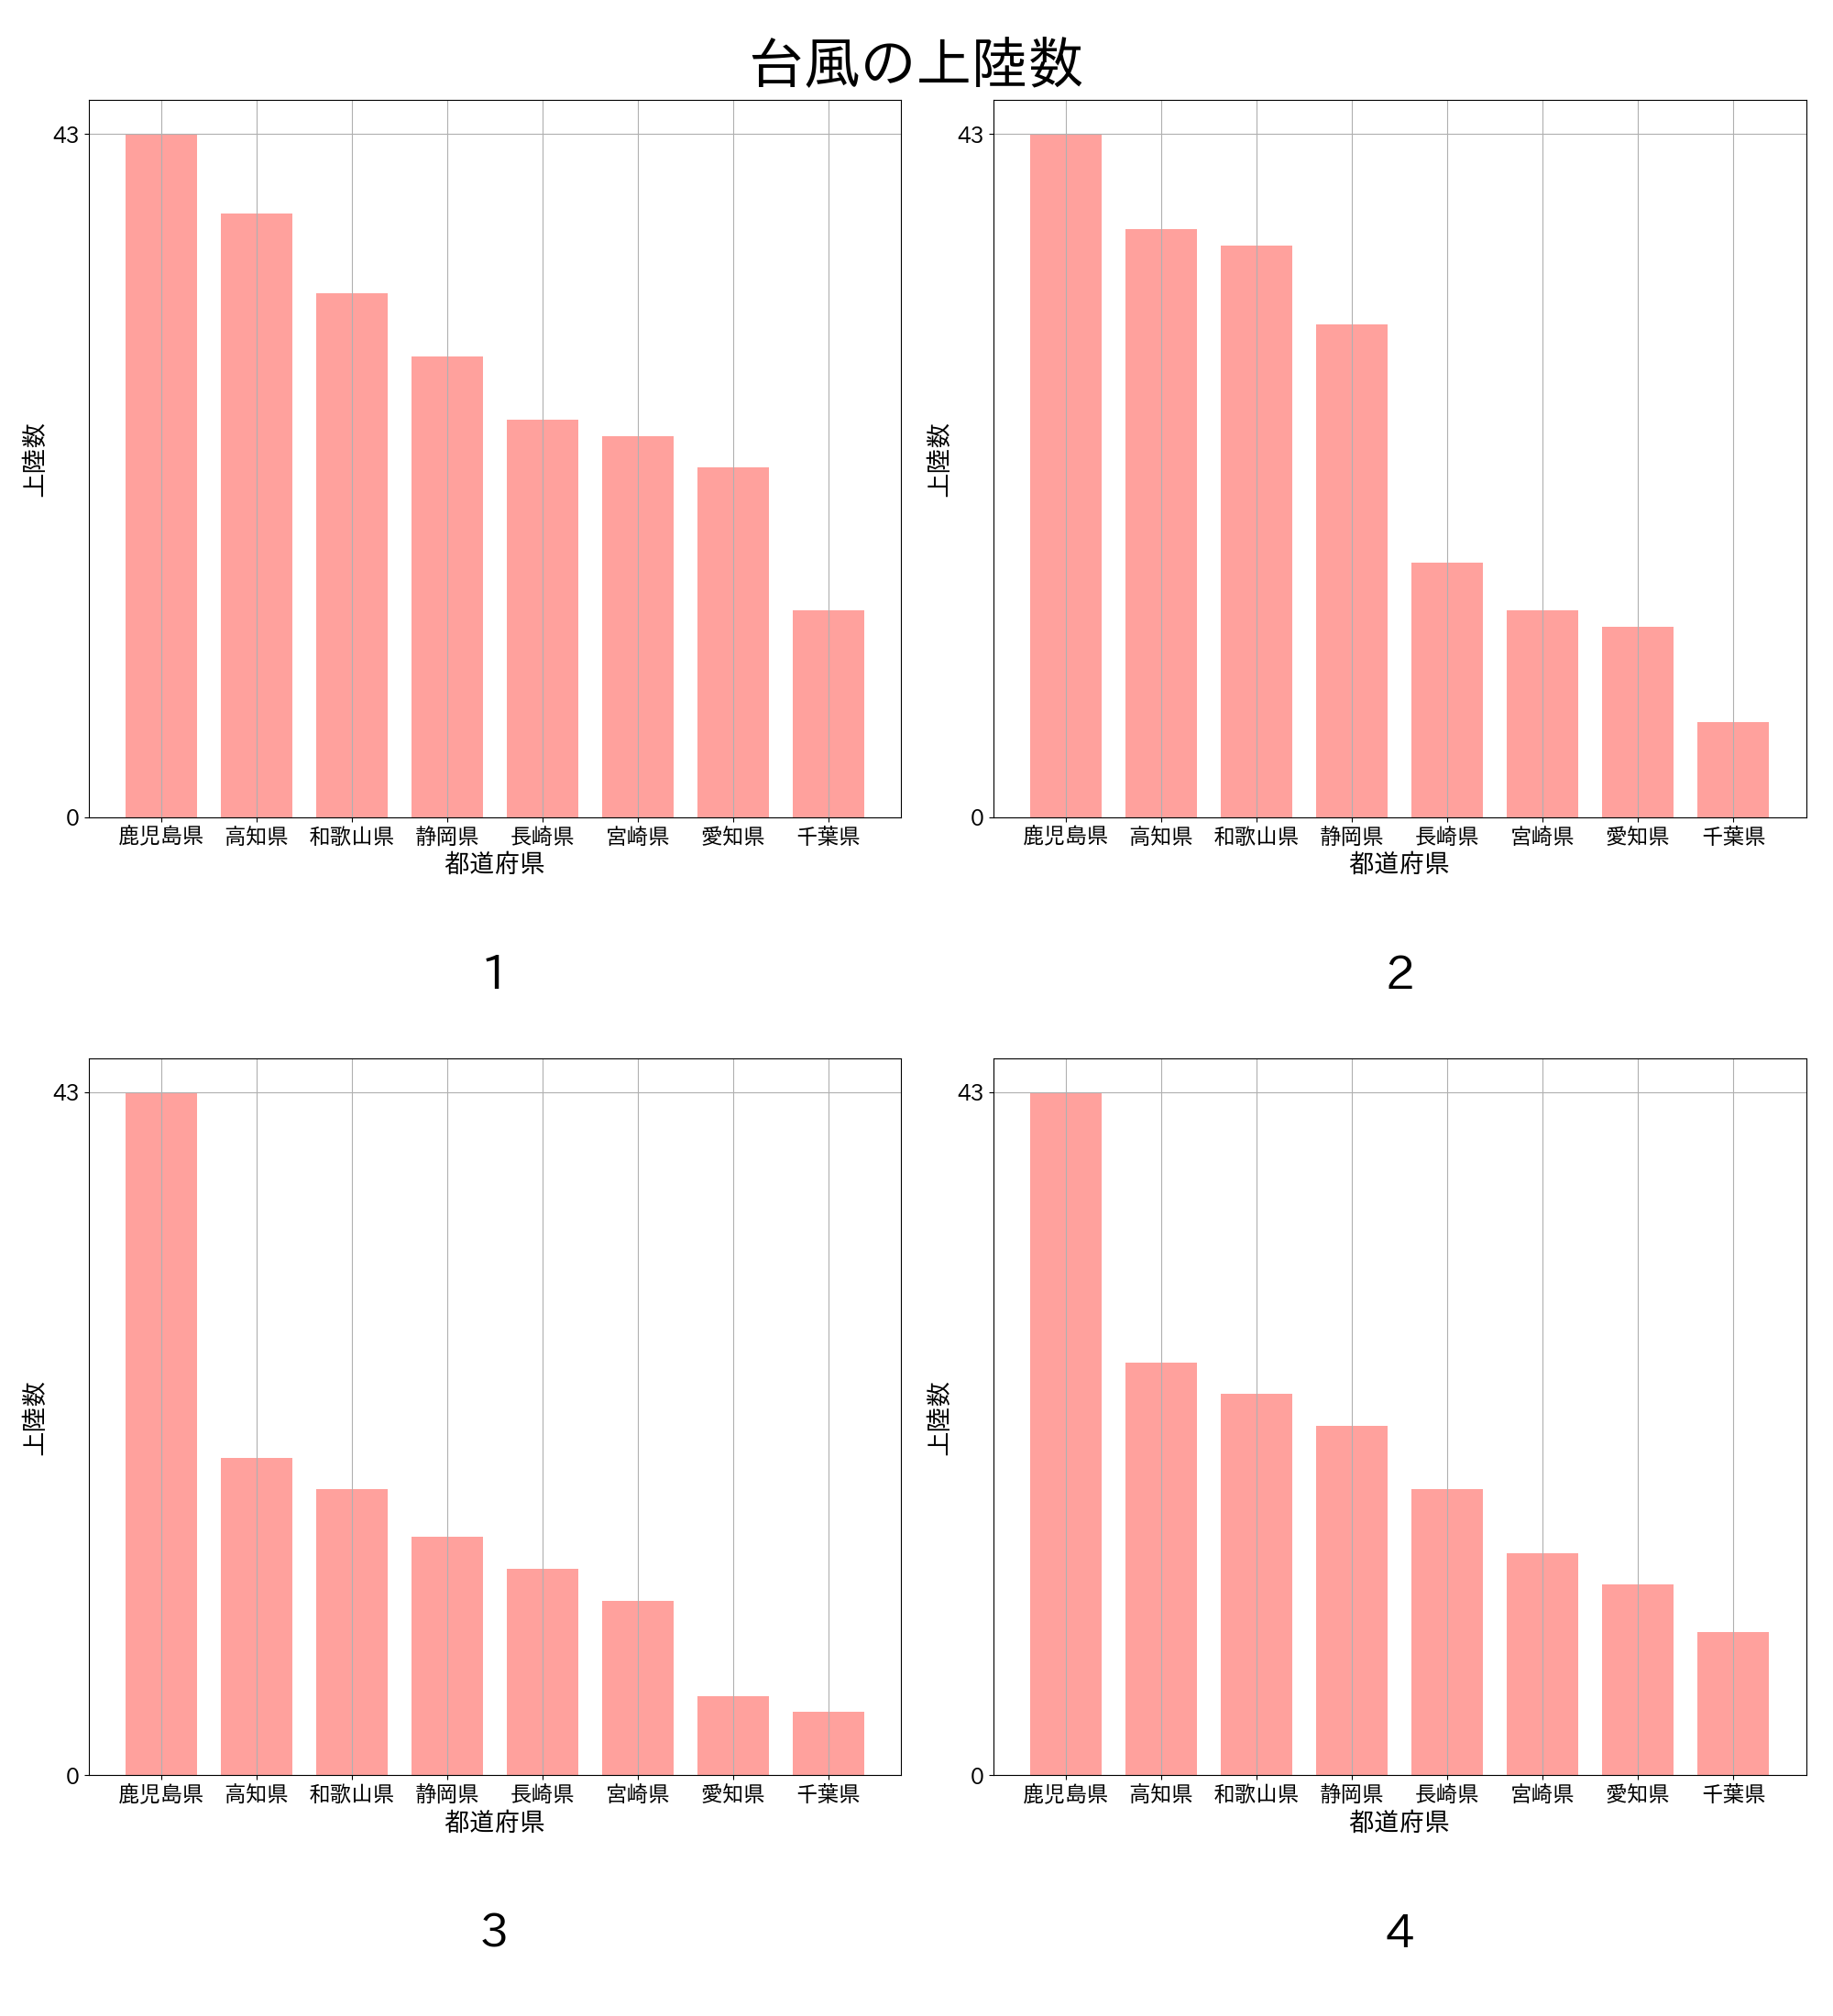 台風の上陸数
43
0
上陸数
鹿児島県 高知県 和歌山県 静岡県 長崎県 宮崎県 愛知県 千葉県
都道府県
1
43
0
上陸数
鹿児島県 高知県 和歌山県 静岡県 長崎県 宮崎県 愛知県 千葉県
都道府県
2
43
0
上陸数
鹿児島県 高知県 和歌山県 静岡県 長崎県 宮崎県 愛知県 千葉県
都道府県
3
43
0
上陸数
鹿児島県 高知県 和歌山県 静岡県 長崎県 宮崎県 愛知県 千葉県
都道府県
4